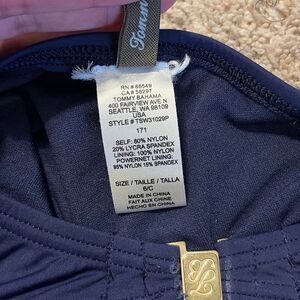 Tomm
RN # 66549
CA # 58297
TOMMY BAHAMA
400 FAIRVIEW AVE N
SEATTLE, WA 98109
USA
STYLE # TSW31029P
171
SELF: 80% NYLON
20% LYCRA SPANDEX
LINING: 100% NYLON
POWERNET LINING:
85% NYLON 15% SPANDEX
SIZE / TAILLE / TALLA
6/C
MADE IN CHINA
FAIT AUX CHINE
HECHO EN CHINA